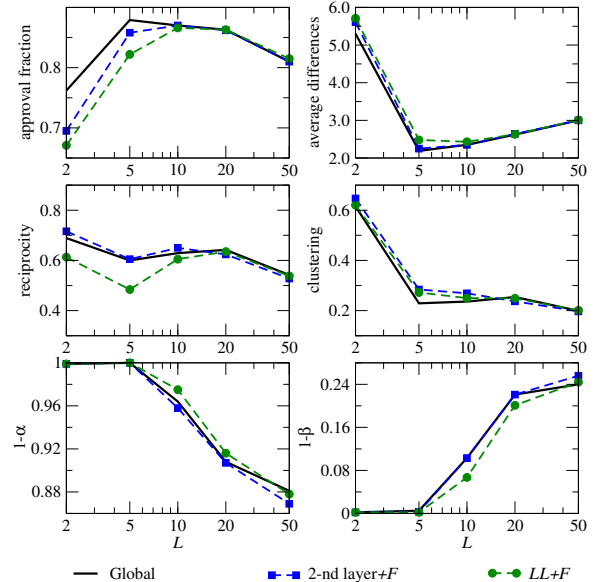 approval fraction
0.8
0.7
2 5 10 20 50
average differences
6.0
5.0
4.0
3.0
2.0
2 5 10 20 50
reciprocity
0.8
0.6
0.4
2 5 10 20 50
clustering
0.6
0.4
0.2
2 5 10 20 50
1-α
1
0.96
0.92
0.88
2 5 10 20 50
L
1-β
0.24
0.16
0.08
0
2 5 10 20 50
L
Global 2-nd layer+F LL+F